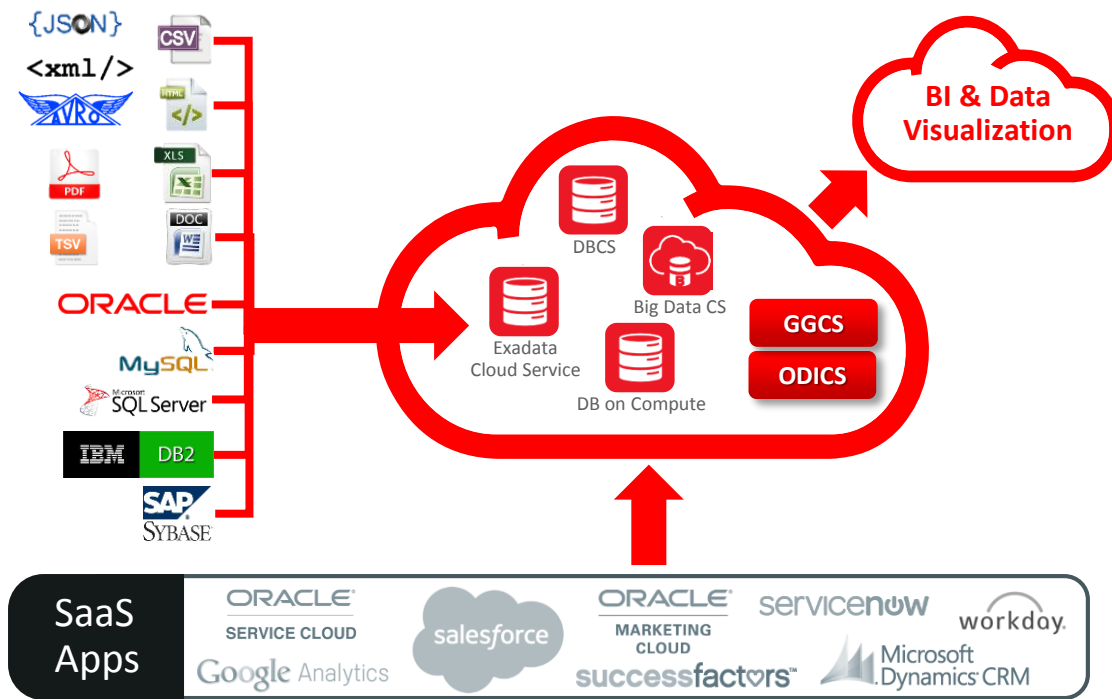 {JSON}
CSV
<xml/>
HTML
</>
AVRO
XLS
PDF
DOC
W
TSV
ORACLE
MySQL
Microsoft
SQL Server
IBM DB2
SAP
SYBASE
BI & Data
Visualization
DBCS
Big Data CS
Exadata
Cloud Service
DB on Compute
GGCS
ODICS
SaaS
Apps
ORACLE®
SERVICE CLOUD
salesforce
ORACLE®
MARKETING
CLOUD
servicenow
workday.
Google Analytics
successfactors™
Microsoft
Dynamics CRM